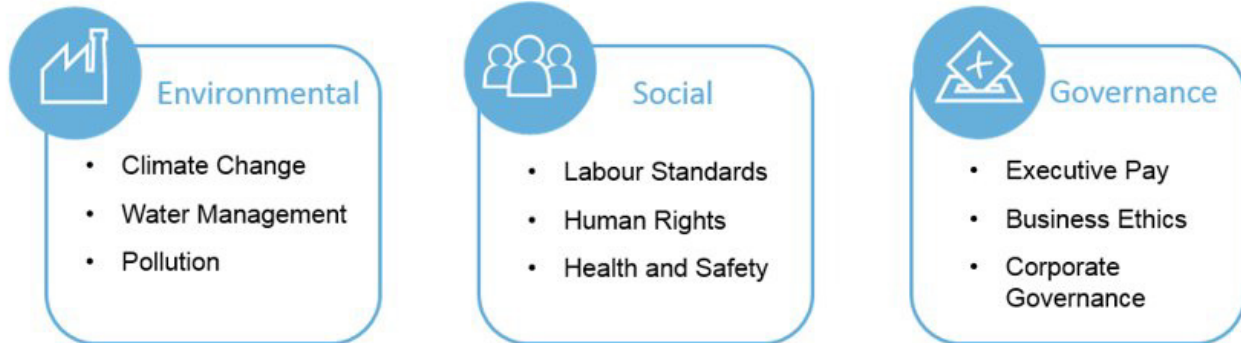 Environmental
• Climate Change
• Water Management
• Pollution
Social
• Labour Standards
• Human Rights
• Health and Safety
Governance
• Executive Pay
• Business Ethics
• Corporate
Governance